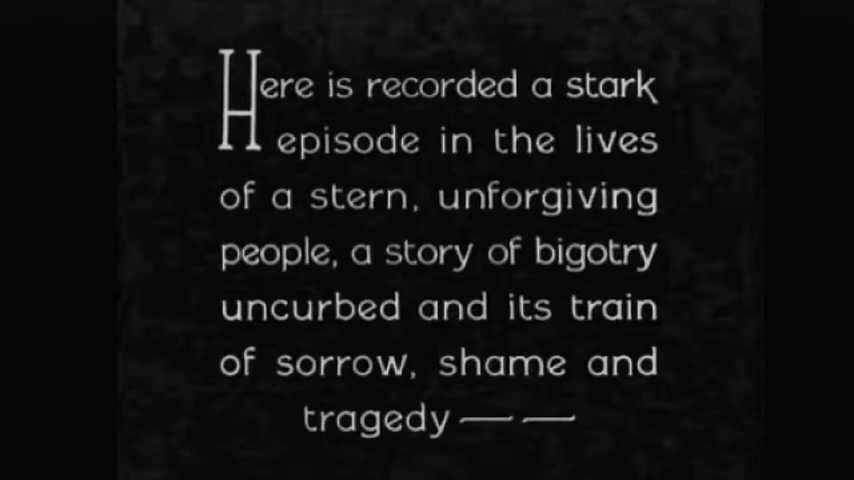 Here is recorded a stark
episode in the lives
of a stern, unforgiving
people, a story of bigotry
uncurbed and its train
of sorrow, shame and
tragedy — —